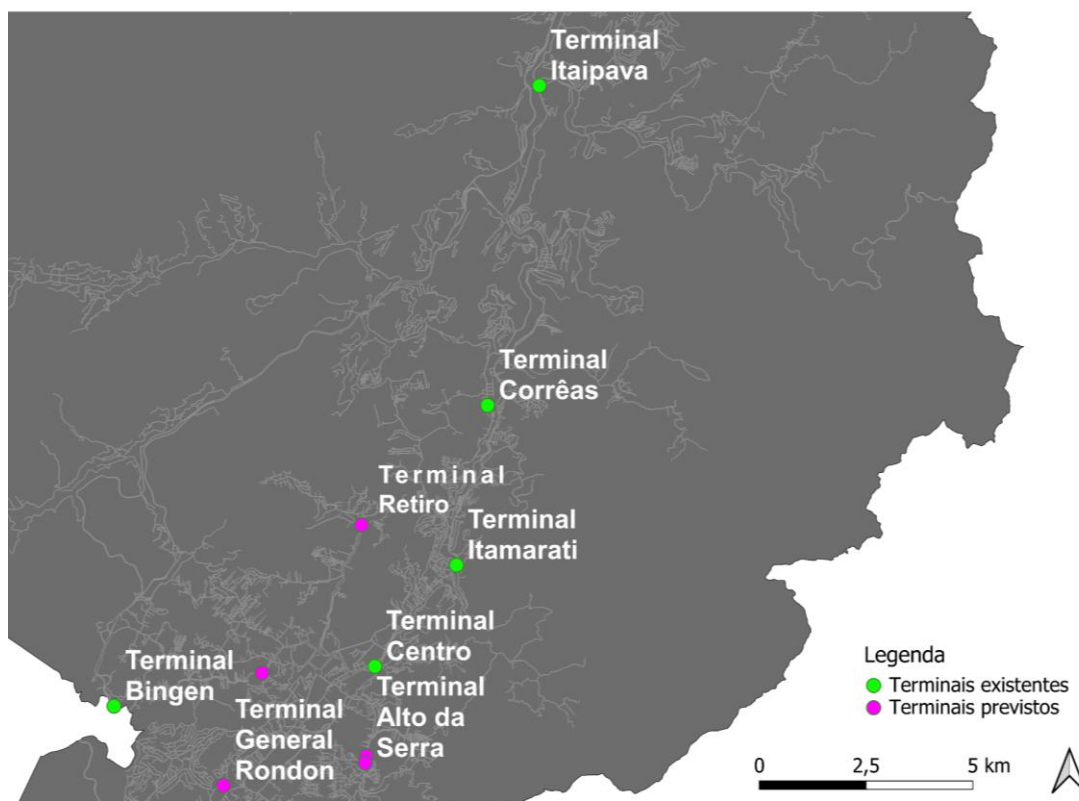 Terminal
Itaipava
Terminal
Corrêas
Terminal
Retiro
Terminal
Itamarati
Terminal
Centro
Terminal
Bingen
Terminal
Alto da
Serra
Terminal
General
Rondon
Legenda
Terminais existentes
Terminais previstos
0 2,5 5 km